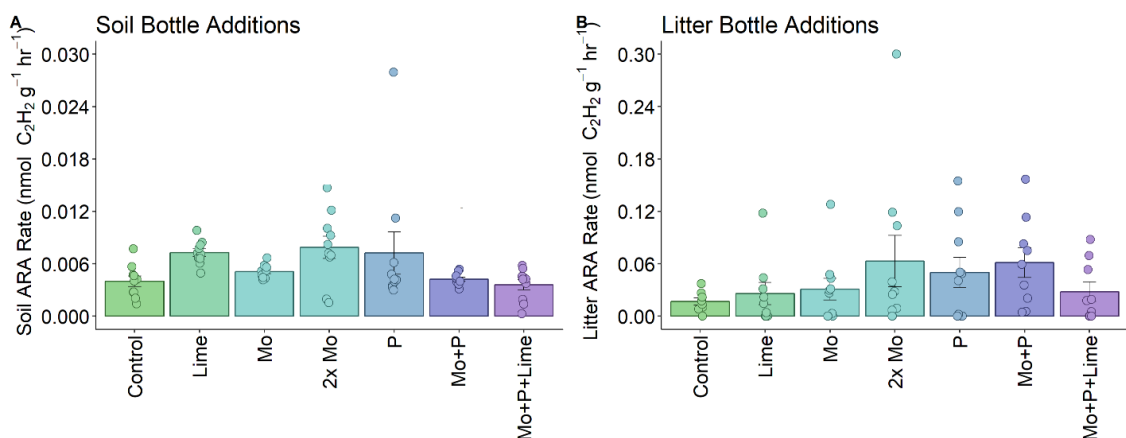 A Soil Bottle Additions
Soil ARA Rate (nmol C₂H₂ g⁻¹ hr⁻¹)
0.030
0.024
0.018
0.012
0.006
0.000
Control
Lime
Mo
2x Mo
P
Mo+P
Mo+P+Lime
B Litter Bottle Additions
Litter ARA Rate (nmol C₂H₂ g⁻¹ hr⁻¹)
0.30
0.24
0.18
0.12
0.06
0.00
Control
Lime
Mo
2x Mo
P
Mo+P
Mo+P+Lime